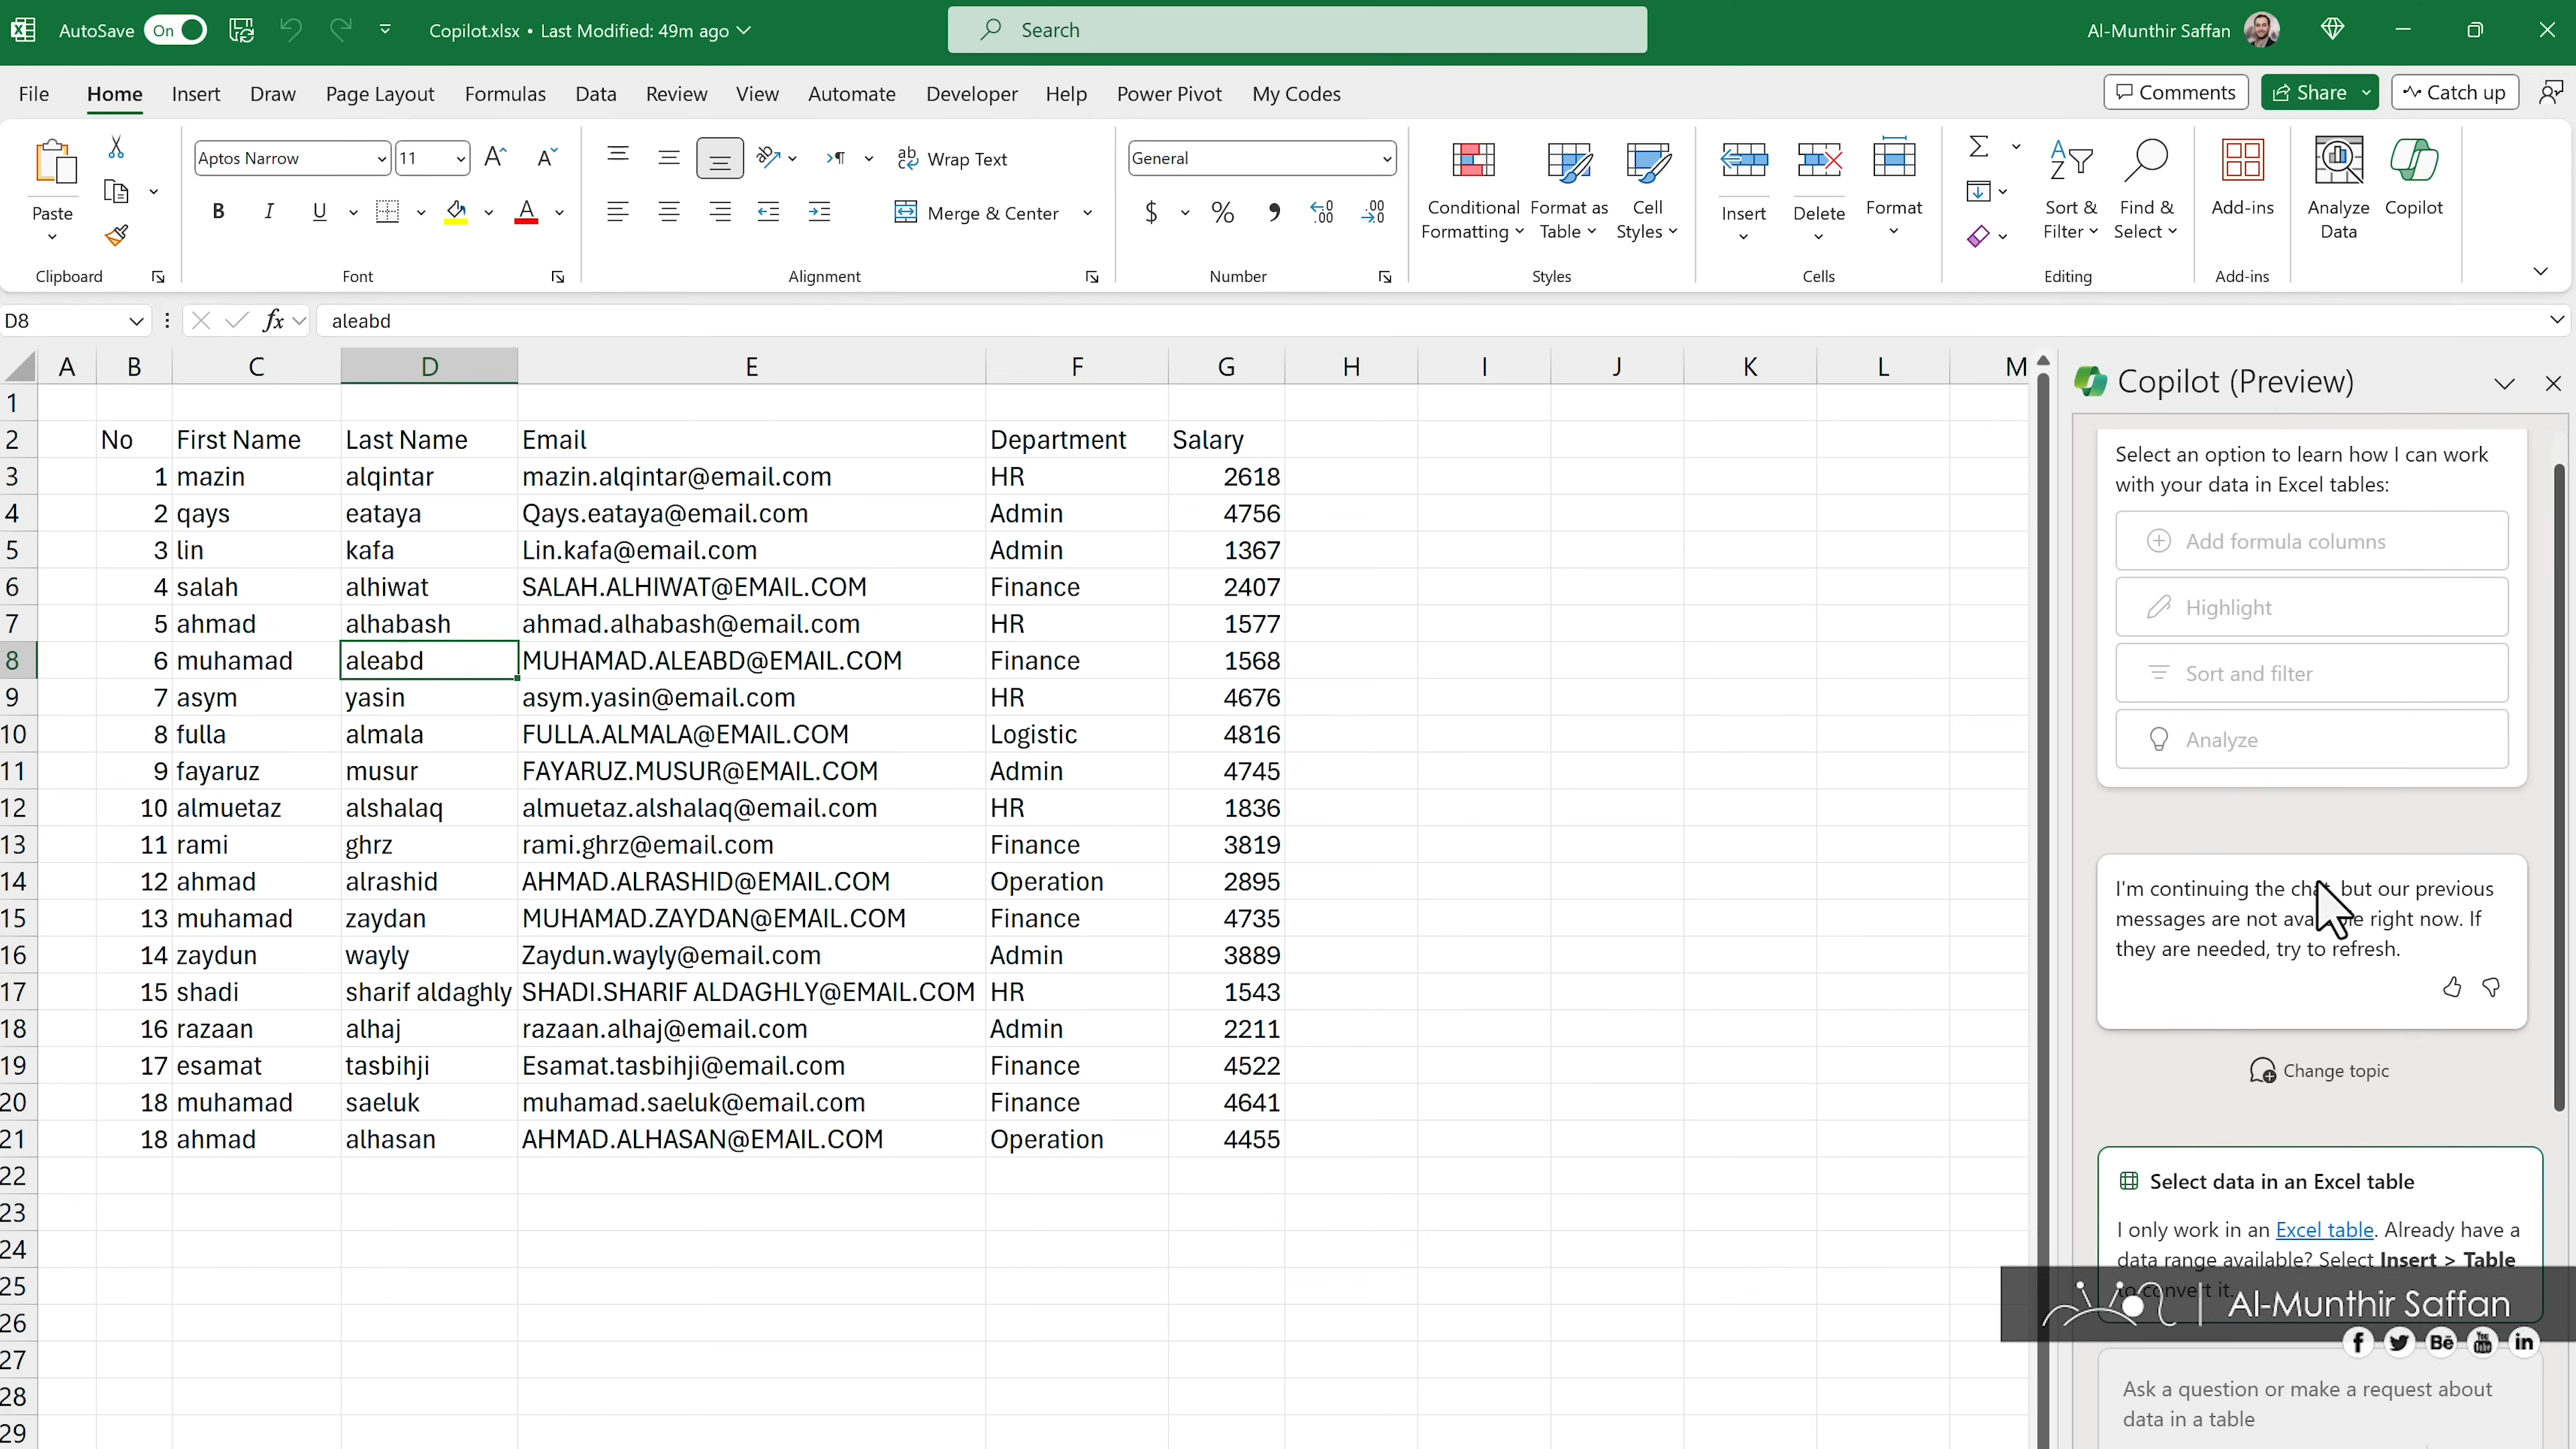 AutoSave On Copilot.xlsx • Last Modified: 49m ago Search Al-Munthir Saffan
File Home Insert Draw Page Layout Formulas Data Review View Automate Developer Help Power Pivot My Codes Comments Share Catch up
Paste
Clipboard
Aptos Narrow 11
B I U
Font
Wrap Text
Merge & Center
Alignment
General
$ % 9 .00
Number
Conditional Formatting
Format as Table
Cell Styles
Styles
Insert
Delete
Format
Cells
Sort & Filter
Find & Select
Editing
Add-ins
Add-ins
Analyze Data
Copilot
D8 fx aleabd
A B C D E F G H I J K L M
1
2 No First Name Last Name Email Department Salary
3 1 mazin alqintar mazin.alqintar@email.com HR 2618
4 2 qays eataya Qays.eataya@email.com Admin 4756
5 3 lin kafa Lin.kafa@email.com Admin 1367
6 4 salah alhiwat SALAH.ALHIWAT@EMAIL.COM Finance 2407
7 5 ahmad alhabash ahmad.alhabash@email.com HR 1577
8 6 muhamad aleabd MUHAMAD.ALEABD@EMAIL.COM Finance 1568
9 7 asym yasin asym.yasin@email.com HR 4676
10 8 fulla almala FULLA.ALMALA@EMAIL.COM Logistic 4816
11 9 fayaruz musur FAYARUZ.MUSUR@EMAIL.COM Admin 4745
12 10 almuetaz alshalaq almuetaz.alshalaq@email.com HR 1836
13 11 rami ghrz rami.ghrz@email.com Finance 3819
14 12 ahmad alrashid AHMAD.ALRASHID@EMAIL.COM Operation 2895
15 13 muhamad zaydan MUHAMAD.ZAYDAN@EMAIL.COM Finance 4735
16 14 zaydun wayly Zaydun.wayly@email.com Admin 3889
17 15 shadi sharif aldaghly SHADI.SHARIF ALDAGHLY@EMAIL.COM HR 1543
18 16 razaan alhaj razaan.alhaj@email.com Admin 2211
19 17 esamat tasbihji Esamat.tasbihji@email.com Finance 4522
20 18 muhamad saeluk muhamad.saeluk@email.com Finance 4641
21 18 ahmad alhasan AHMAD.ALHASAN@EMAIL.COM Operation 4455
22
23
24
25
26
27
28
29
Copilot (Preview)
Select an option to learn how I can work
with your data in Excel tables:
Add formula columns
Highlight
Sort and filter
Analyze
I'm continuing the chat, but our previous
messages are not available right now. If
they are needed, try to refresh.
Change topic
Select data in an Excel table
I only work in an Excel table. Already have a
data range available? Select Insert > Table
to convert it.
Al-Munthir Saffan
f Bē You Tube in
Ask a question or make a request about
data in a table